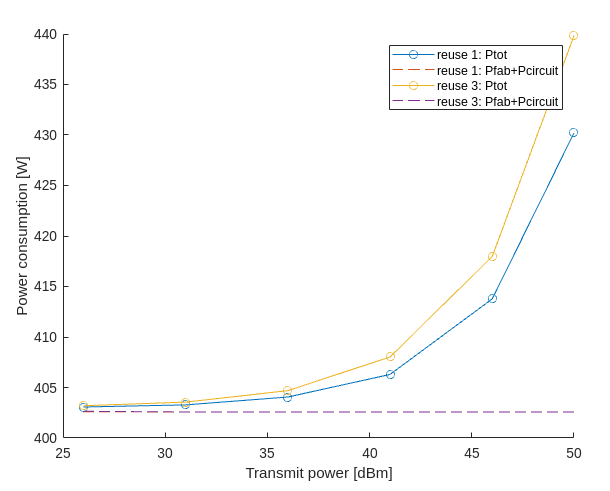 440
435
430
425
420
415
410
405
400
25
30
35
40
45
50
Power consumption [W]
Transmit power [dBm]
reuse 1: Ptot
reuse 1: Pfab+Pcircuit
reuse 3: Ptot
reuse 3: Pfab+Pcircuit